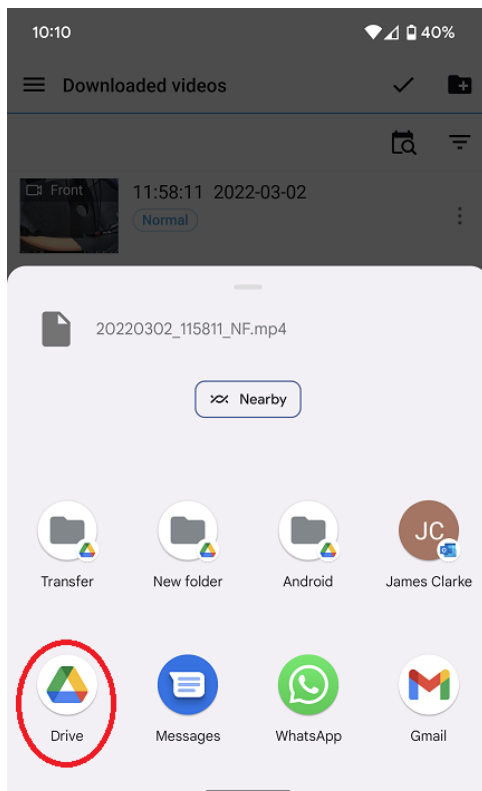 10:10
40%
Downloaded videos
Front
11:58:11 2022-03-02
Normal
20220302_115811_NF.mp4
Nearby
Transfer
New folder
Android
JC
James Clarke
Drive
Messages
WhatsApp
Gmail